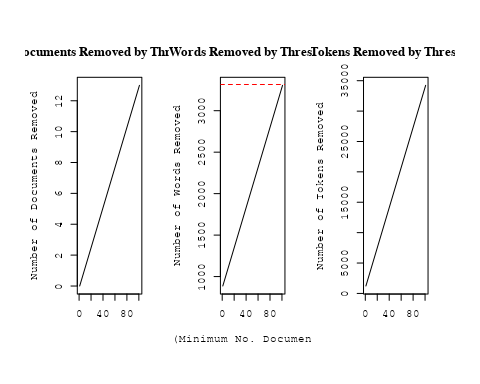 ocuments Removed by Thr
Words Removed by Thres
Tokens Removed by Thres
Number of Documents Removed
0 2 4 6 8 10 12
0 40 80
Number of Words Removed
1000 1500 2000 2500 3000
0 40 80
Number of Tokens Removed
0 5000 15000 25000 35000
0 40 80
(Minimum No. Documen